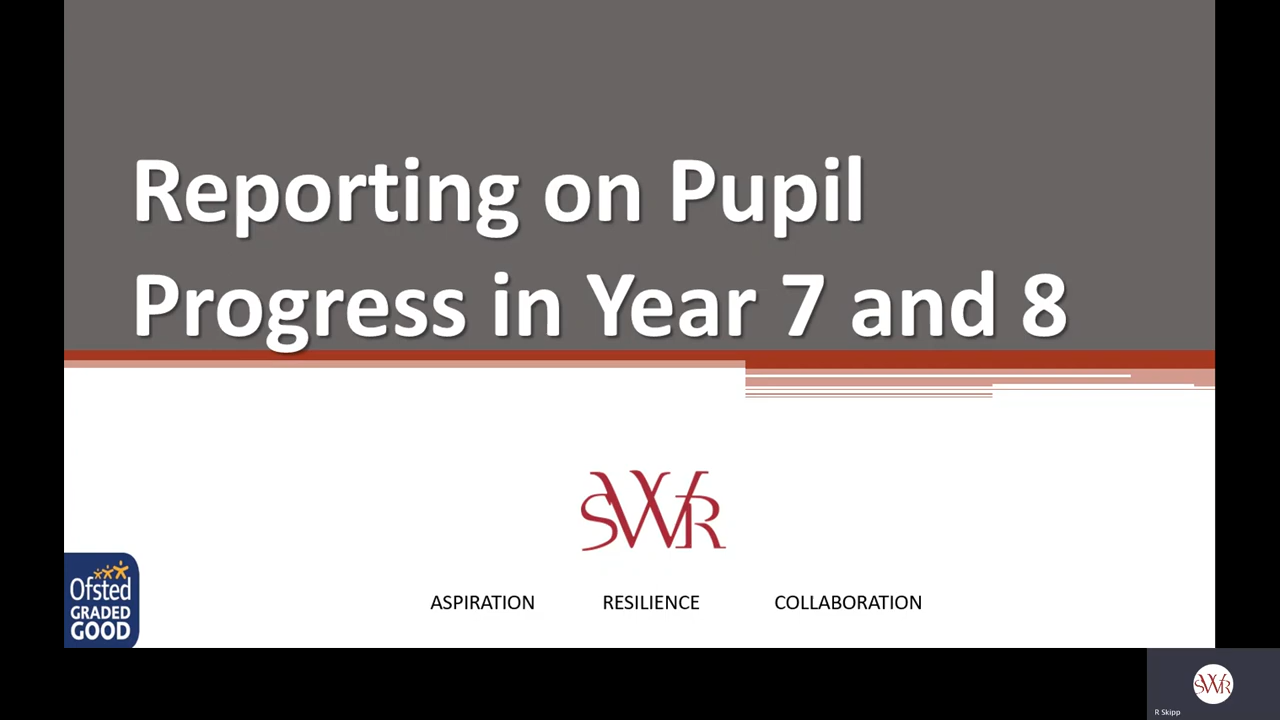 Reporting on Pupil
Progress in Year 7 and 8
SWR
ASPIRATION RESILIENCE COLLABORATION
Ofsted
GRADED
GOOD
SWR
R Skipp